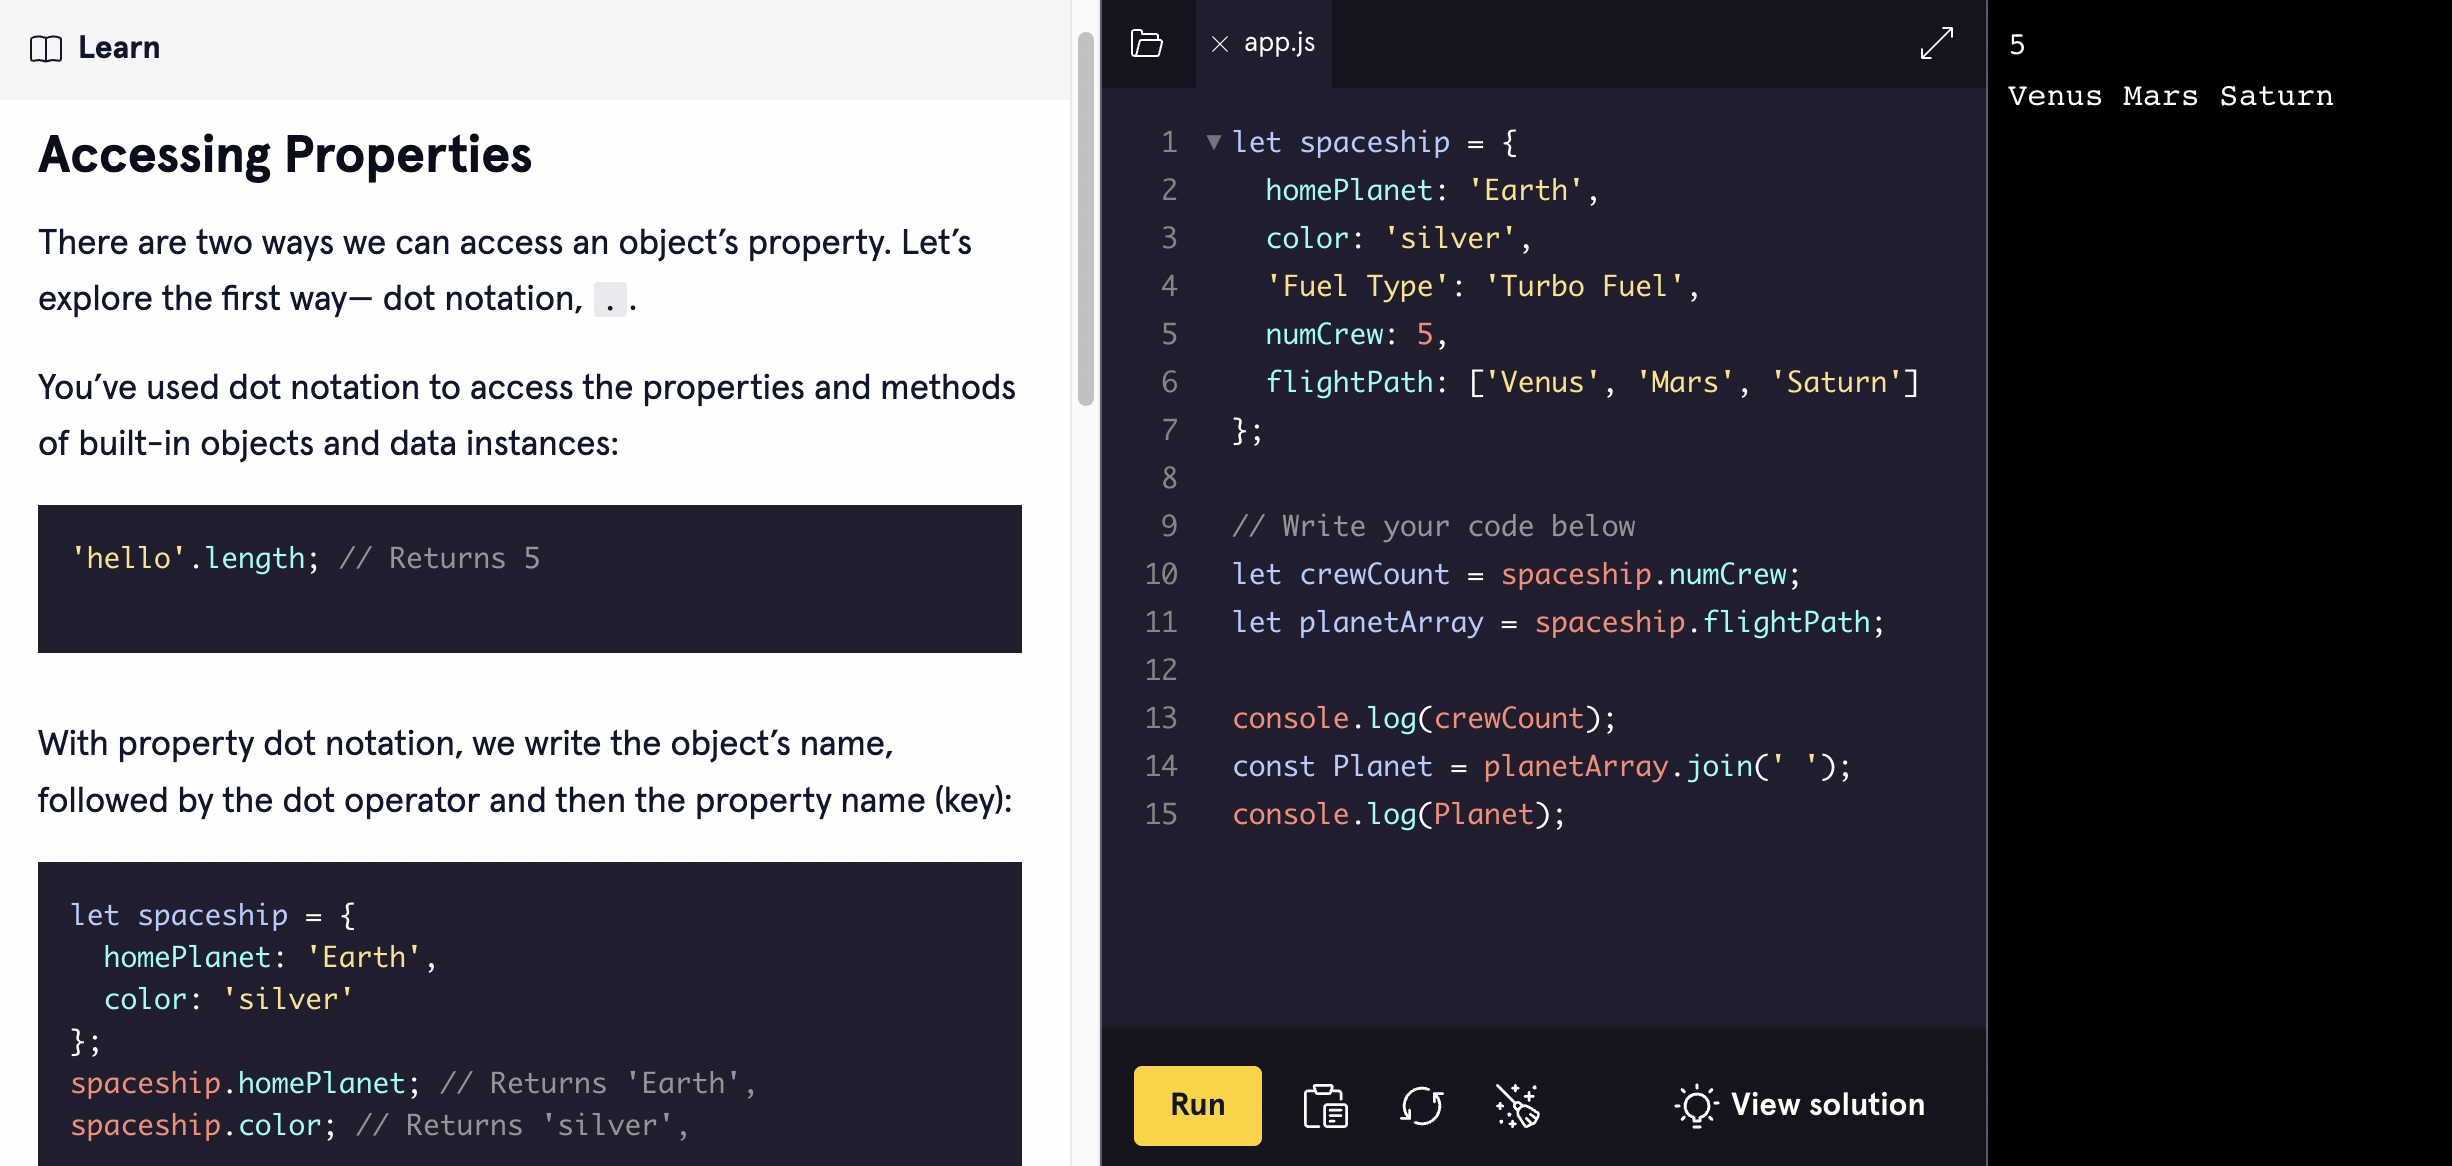 Learn
Accessing Properties
There are two ways we can access an object’s property. Let’s
explore the first way— dot notation, . .
You’ve used dot notation to access the properties and methods
of built-in objects and data instances:
'hello'.length; // Returns 5
With property dot notation, we write the object’s name,
followed by the dot operator and then the property name (key):
let spaceship = {
  homePlanet: 'Earth',
  color: 'silver'
};
spaceship.homePlanet; // Returns 'Earth',
spaceship.color; // Returns 'silver',
app.js
1 let spaceship = {
2   homePlanet: 'Earth',
3   color: 'silver',
4   'Fuel Type': 'Turbo Fuel',
5   numCrew: 5,
6   flightPath: ['Venus', 'Mars', 'Saturn']
7 };
8
9 // Write your code below
10 let crewCount = spaceship.numCrew;
11 let planetArray = spaceship.flightPath;
12
13 console.log(crewCount);
14 const Planet = planetArray.join(' ');
15 console.log(Planet);
Run
View solution
5
Venus Mars Saturn